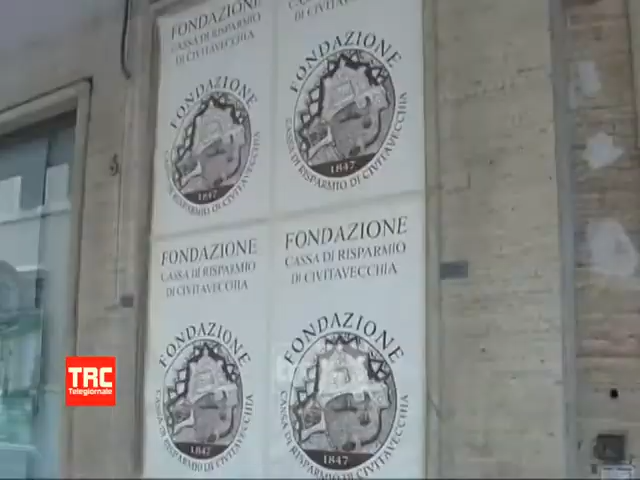 FONDAZIONE
CASSA DI RISPARMIO
DI CIVITAVECCHIA
DI CIVITAVECCHIA
FONDAZIONE
CASSA DI RISPARMIO DI CIVITAVECCHIA
1847
FONDAZIONE
CASSA DI RISPARMIO DI CIVITAVECCHIA
1847
FONDAZIONE
CASSA DI RISPARMIO
DI CIVITAVECCHIA
FONDAZIONE
CASSA DI RISPARMIO
DI CIVITAVECCHIA
FONDAZIONE
CASSA DI RISPARMIO DI CIVITAVECCHIA
1847
FONDAZIONE
CASSA DI RISPARMIO DI CIVITAVECCHIA
1847
TRC
Telegiornale